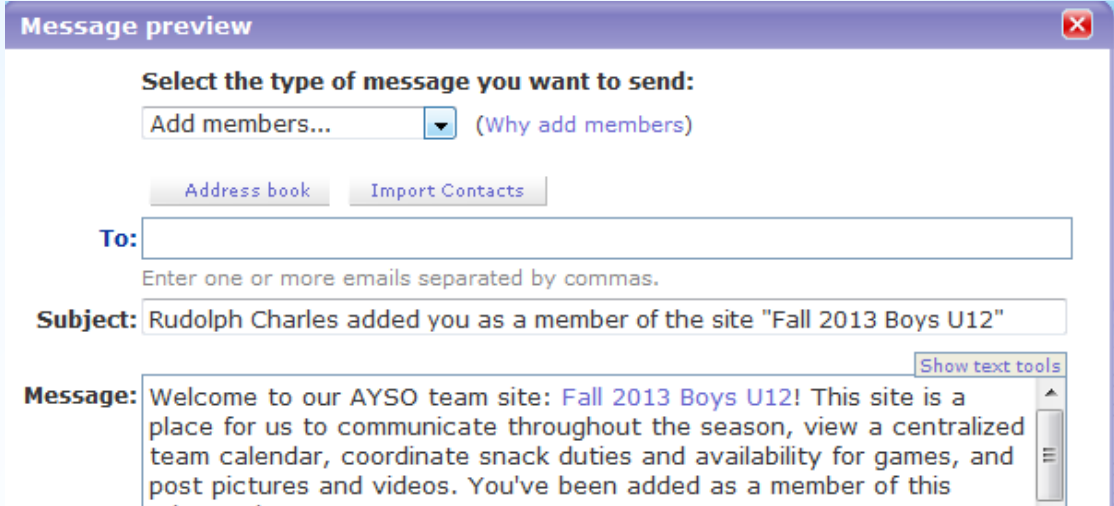 Message preview
Select the type of message you want to send:
Add members... (Why add members)
Address book Import Contacts
To:
Enter one or more emails separated by commas.
Subject: Rudolph Charles added you as a member of the site "Fall 2013 Boys U12"
Show text tools
Message: Welcome to our AYSO team site: Fall 2013 Boys U12! This site is a
place for us to communicate throughout the season, view a centralized
team calendar, coordinate snack duties and availability for games, and
post pictures and videos. You've been added as a member of this